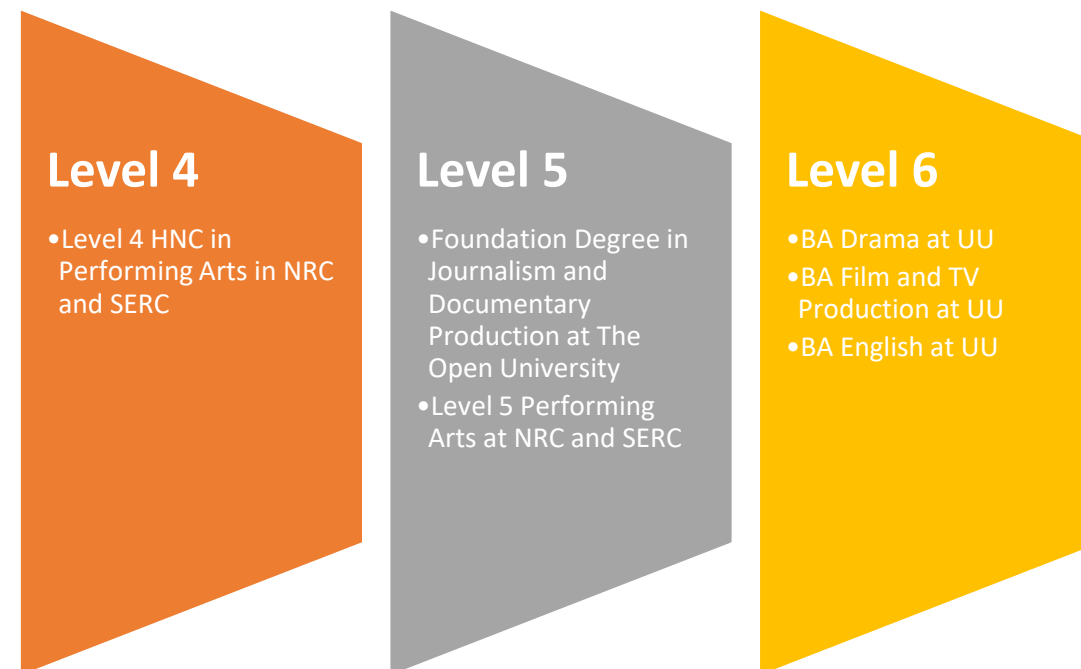 Level 4
•Level 4 HNC in
Performing Arts in NRC
and SERC
Level 5
•Foundation Degree in
Journalism and
Documentary
Production at The
Open University
•Level 5 Performing
Arts at NRC and SERC
Level 6
•BA Drama at UU
•BA Film and TV
Production at UU
•BA English at UU